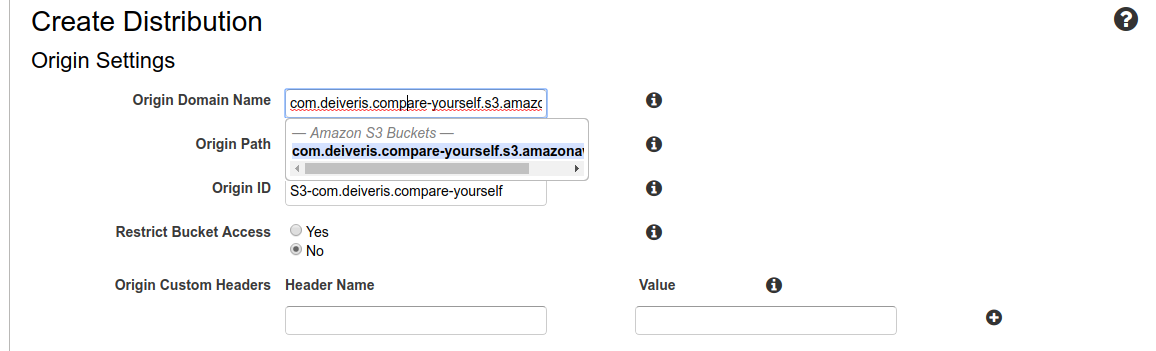 Create Distribution
Origin Settings
Origin Domain Name com.deiveris.compare-yourself.s3.amazo
— Amazon S3 Buckets —
Origin Path com.deiveris.compare-yourself.s3.amazona
Origin ID S3-com.deiveris.compare-yourself
Restrict Bucket Access Yes
No
Origin Custom Headers Header Name Value